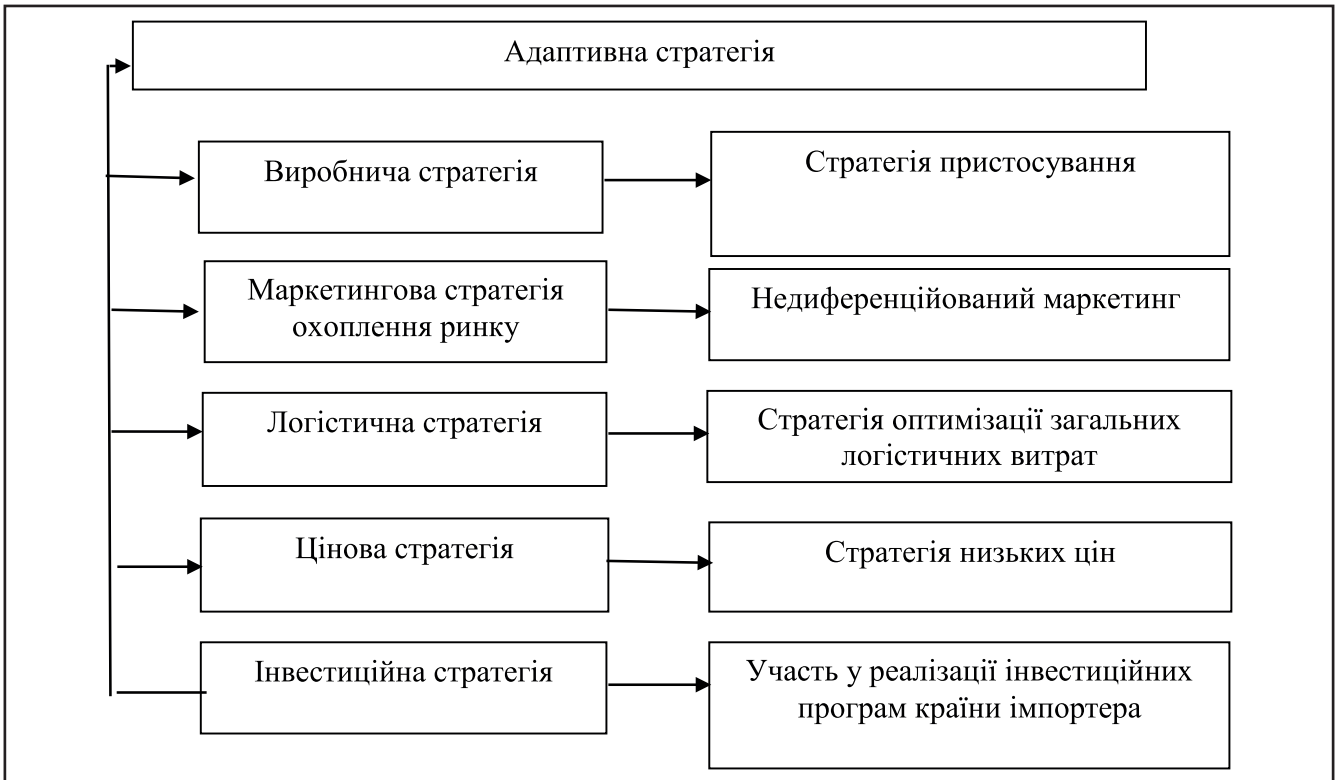 Адаптивна стратегія
Виробнича стратегія
Стратегія пристосування
Маркетингова стратегія
охоплення ринку
Недиференційований маркетинг
Логістична стратегія
Стратегія оптимізації загальних
логістичних витрат
Цінова стратегія
Стратегія низьких цін
Інвестиційна стратегія
Участь у реалізації інвестиційних
програм країни імпортера